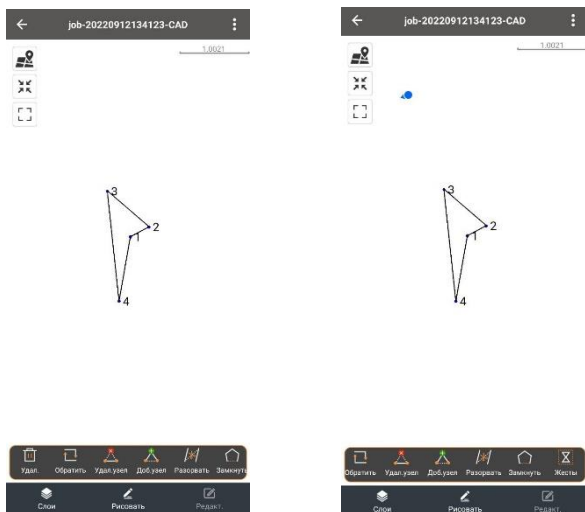 job-20220912134123-CAD
1.0021
3
2
1
4
Удал.
Обратить
Удал.узел
Доб.узел
Разорвать
Замкнуть
Слои
Рисовать
Редакт.
job-20220912134123-CAD
1.0021
3
2
1
4
Обратить
Удал.узел
Доб.узел
Разорвать
Замкнуть
Жесты
Слои
Рисовать
Редакт.